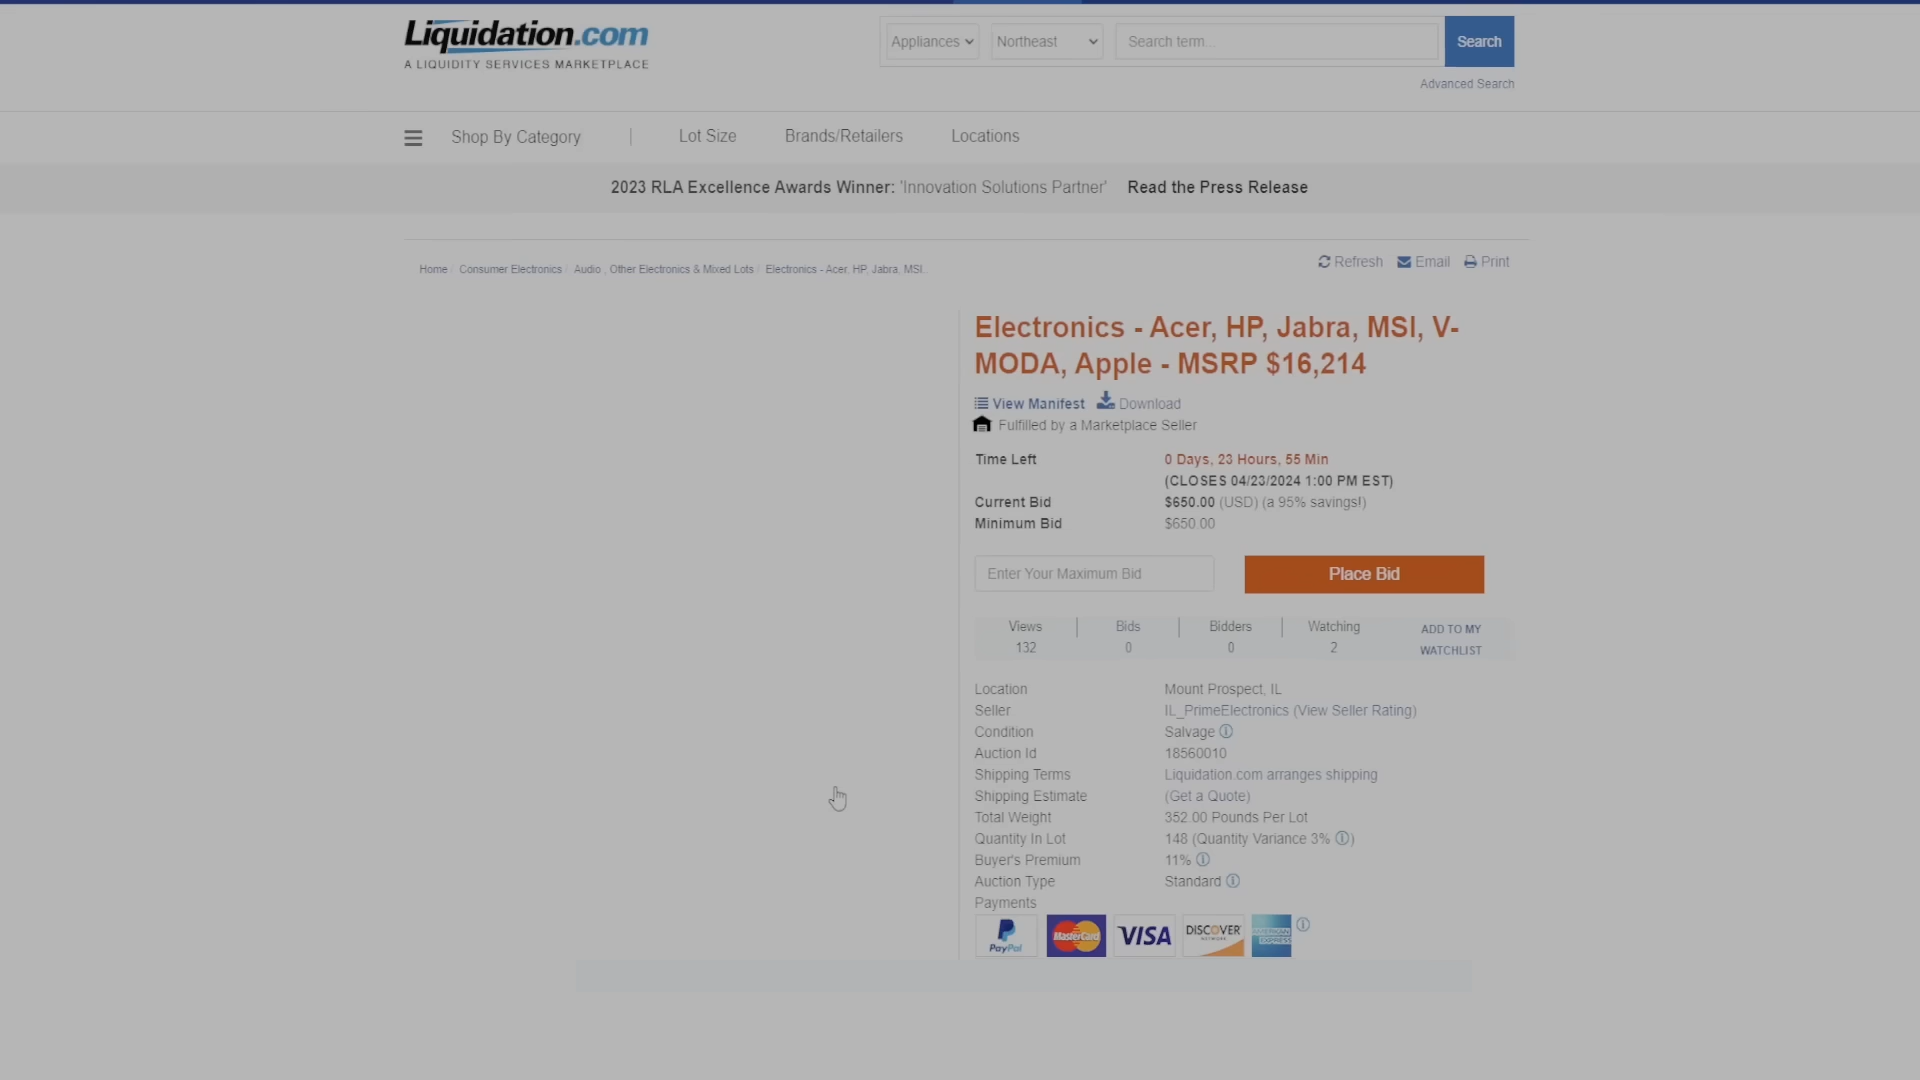 Liquidation.com
A LIQUIDITY SERVICES MARKETPLACE
Appliances Northeast Search term... Search
Advanced Search
Shop By Category | Lot Size Brands/Retailers Locations
2023 RLA Excellence Awards Winner: 'Innovation Solutions Partner' Read the Press Release
Home / Consumer Electronics / Audio , Other Electronics & Mixed Lots / Electronics - Acer, HP, Jabra, MSI..
Refresh Email Print
Electronics - Acer, HP, Jabra, MSI, V-
MODA, Apple - MSRP $16,214
View Manifest Download
Fulfilled by a Marketplace Seller
Time Left 0 Days, 23 Hours, 55 Min
(CLOSES 04/23/2024 1:00 PM EST)
Current Bid $650.00 (USD) (a 95% savings!)
Minimum Bid $650.00
Enter Your Maximum Bid Place Bid
Views Bids Bidders Watching ADD TO MY
132 0 0 2 WATCHLIST
Location Mount Prospect, IL
Seller IL_PrimeElectronics (View Seller Rating)
Condition Salvage
Auction Id 18560010
Shipping Terms Liquidation.com arranges shipping
Shipping Estimate (Get a Quote)
Total Weight 352.00 Pounds Per Lot
Quantity In Lot 148 (Quantity Variance 3% )
Buyer's Premium 11%
Auction Type Standard
Payments
PayPal MasterCard VISA DISCOVER NETWORK AMERICAN EXPRESS